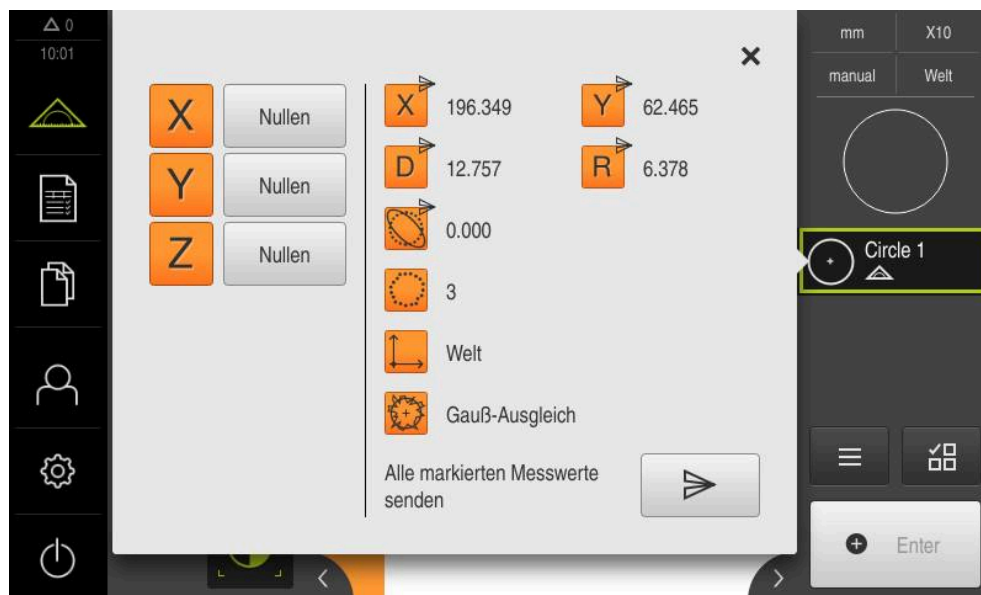 0
10:01
mm X10
manual Welt
X Nullen
Y Nullen
Z Nullen
X 196.349 Y 62.465
D 12.757 R 6.378
0.000
3
Welt
Gauß-Ausgleich
Alle markierten Messwerte
senden
Circle 1
Enter